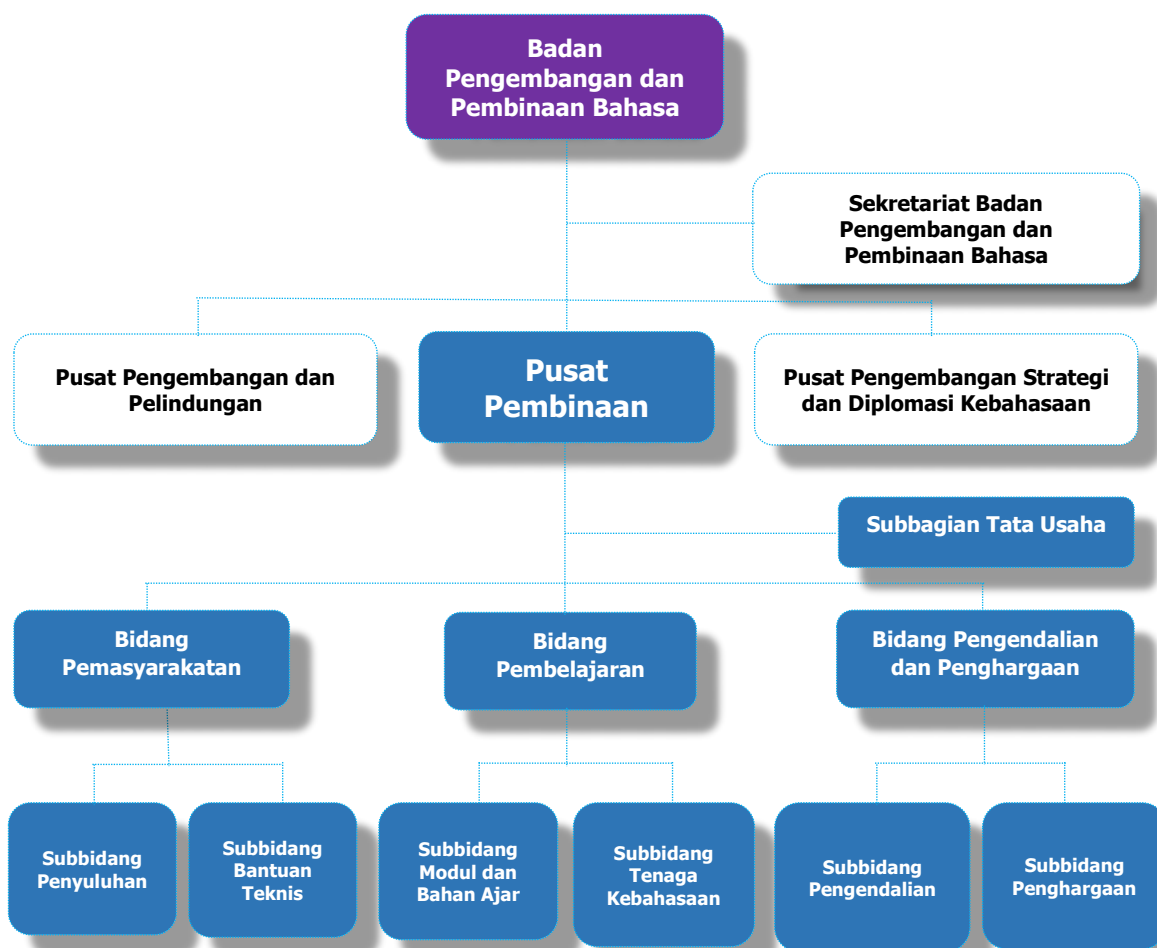 Badan
Pengembangan dan
Pembinaan Bahasa
Sekretariat Badan
Pengembangan dan
Pembinaan Bahasa
Pusat Pengembangan dan
Pelindungan
Pusat
Pembinaan
Pusat Pengembangan Strategi
dan Diplomasi Kebahasaan
Subbagian Tata Usaha
Bidang
Pemasyarakatan
Bidang
Pembelajaran
Bidang Pengendalian
dan Penghargaan
Subbidang
Penyuluhan
Subbidang
Bantuan
Teknis
Subbidang
Modul dan
Bahan Ajar
Subbidang
Tenaga
Kebahasaan
Subbidang
Pengendalian
Subbidang
Penghargaan